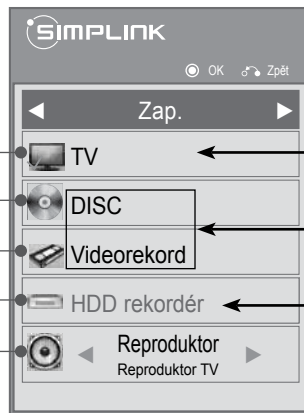 SIMPLINK
OK Zpět
Zap.
TV
DISC
Videorekord
HDD rekordér
Reproduktor
Reproduktor TV